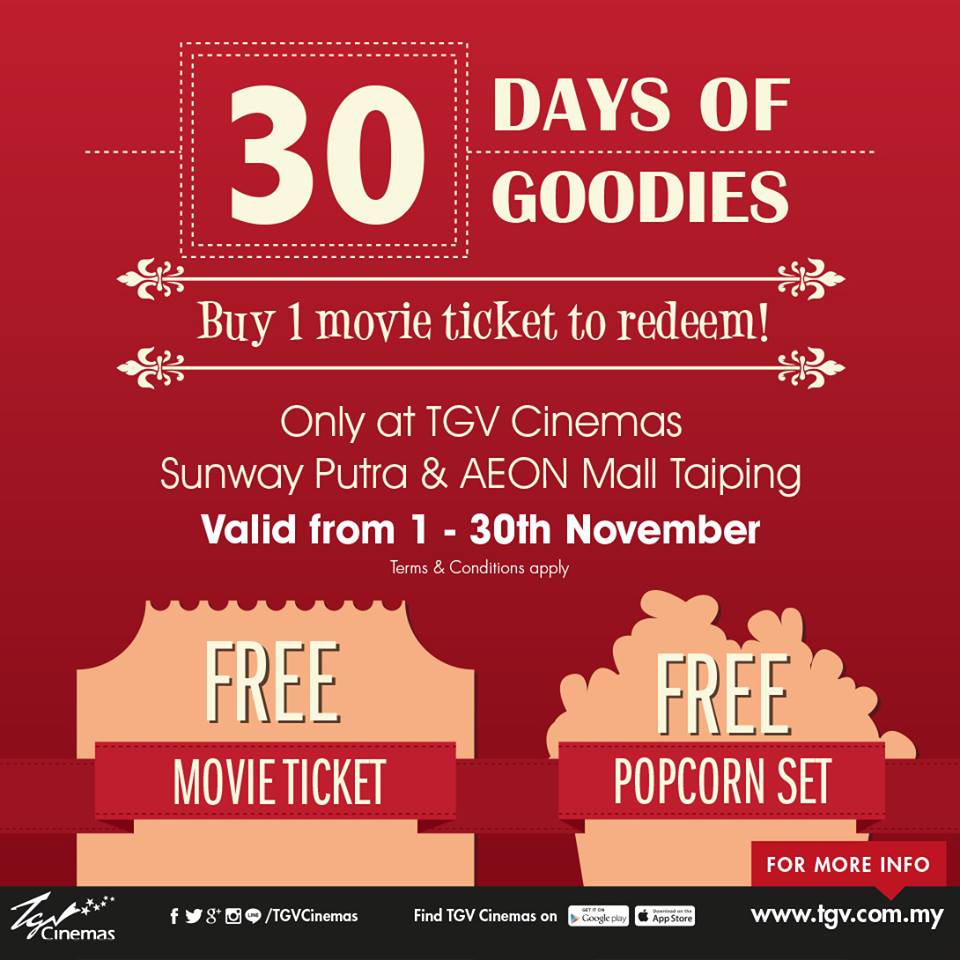 30
DAYS OF
GOODIES
Buy 1 movie ticket to redeem!
Only at TGV Cinemas
Sunway Putra & AEON Mall Taiping
Valid from 1 - 30th November
Terms & Conditions apply
FREE
MOVIE TICKET
FREE
POPCORN SET
FOR MORE INFO
TGV
Cinemas
f g+ LINE /TGVCinemas
Find TGV Cinemas on
GET IT ON
Google play
Download on the
App Store
www.tgv.com.my